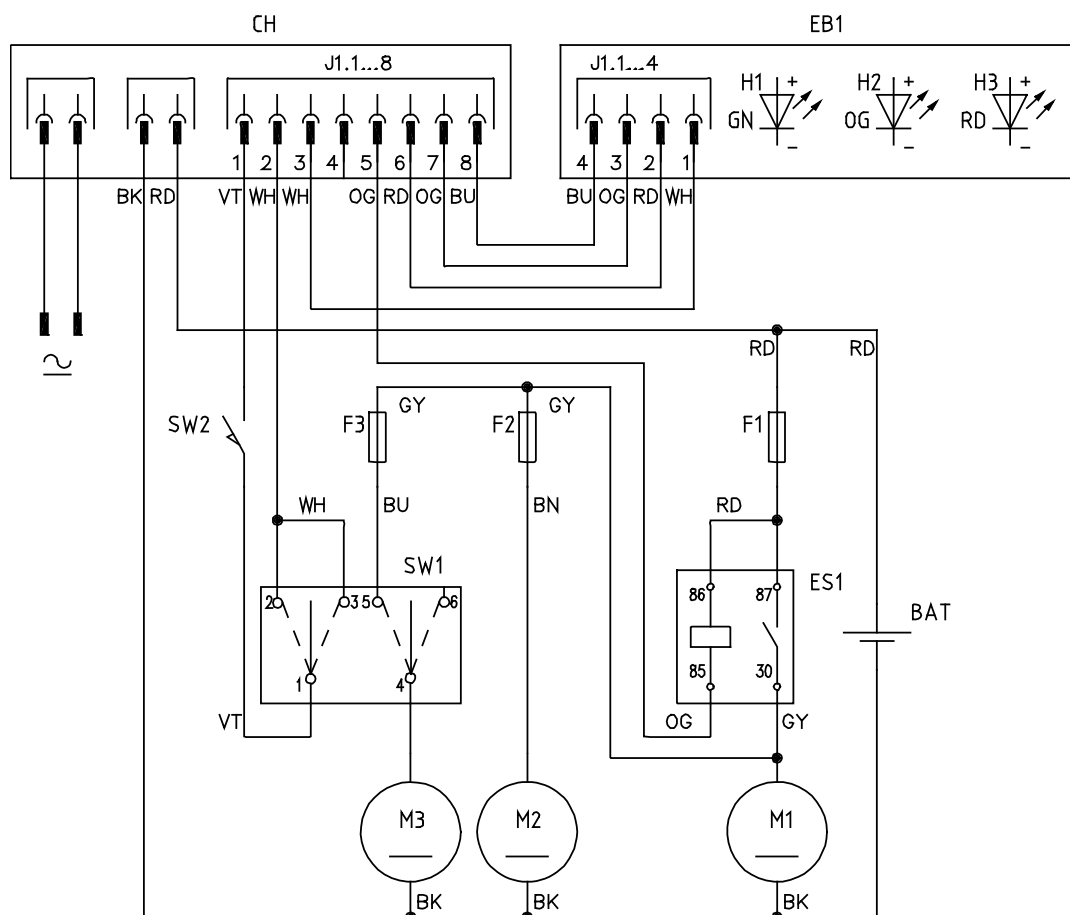 CH EB1
J1.1...8 J1.1...4
H1 + H2 + H3 +
GN OG RD
- - -
1 2 3 4 5 6 7 8 4 3 2 1
BK RD VT WH WH OG RD OG BU BU OG RD WH
RD RD
GY GY
SW2 F3 F2 F1
WH BU BN RD
SW1 ES1
2 3 5 6 86 87
BAT
1 4 85 30
VT OG GY
M3 M2 M1
BK BK BK